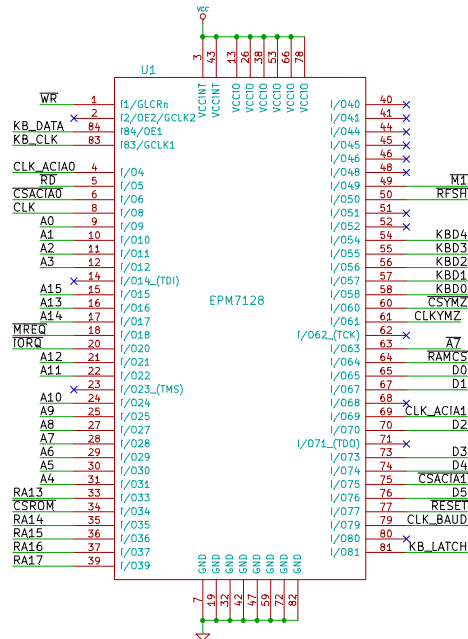 VCC
3 43 13 26 38 53 66 78
U1
VCCINT VCCINT VCCIO VCCIO VCCIO VCCIO VCCIO VCCIO
WR 1 I1/GLCRn
2 I2/OE2/GCLK2
KB_DATA 84 I84/OE1
KB_CLK 83 I83/GCLK1
CLK_ACIA0 4 I/O4
RD 5 I/O5
CSACIA0 6 I/O6
CLK 8 I/O8
A0 9 I/O9
A1 10 I/O10
A2 11 I/O11
A3 12 I/O12
14 I/O14_(TDI)
A15 15 I/O15
A13 16 I/O16
A14 17 I/O17
MREQ 18 I/O18
IORQ 20 I/O20
A12 21 I/O21
A11 22 I/O22
23 I/O23_(TMS)
A10 24 I/O24
A9 25 I/O25
A8 27 I/O27
A7 28 I/O28
A6 29 I/O29
A5 30 I/O30
A4 31 I/O31
RA13 33 I/O33
CSROM 34 I/O34
RA14 35 I/O35
RA15 36 I/O36
RA16 37 I/O37
RA17 39 I/O39
EPM7128
I/O40 40
I/O41 41
I/O44 44
I/O45 45
I/O46 46
I/O48 48
I/O49 49 M1
I/O50 50 RFSH
I/O51 51
I/O52 52
I/O54 54 KBD4
I/O55 55 KBD3
I/O56 56 KBD2
I/O57 57 KBD1
I/O58 58 KBD0
I/O60 60 CSYMZ
I/O61 61 CLKYMZ
I/O62_(TCK) 62
I/O63 63 A7
I/O64 64 RAMCS
I/O65 65 D0
I/O67 67 D1
I/O68 68
I/O69 69 CLK_ACIA1
I/O70 70 D2
I/O71_(TDO) 71
I/O73 73 D3
I/O74 74 D4
I/O75 75 CSACIA1
I/O76 76 D5
I/O77 77 RESET
I/O79 79 CLK_BAUD
I/O80 80
I/O81 81 KB_LATCH
GND GND GND GND GND GND GND GND
7 19 32 42 47 59 72 82